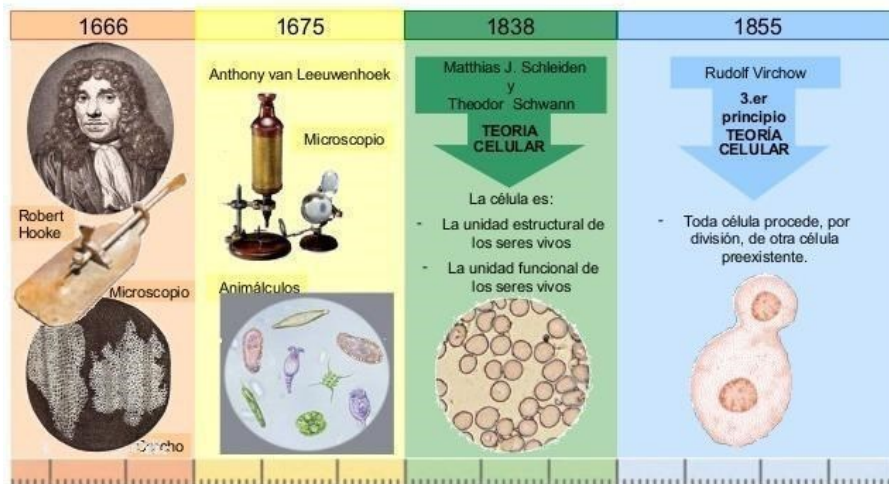 1666
1675
1838
1855
Robert
Hooke
Microscopio
Corcho
Anthony van Leeuwenhoek
Microscopio
Animálculos
Matthias J. Schleiden
y
Theodor Schwann
TEORIA
CELULAR
La célula es:
- La unidad estructural de
los seres vivos
- La unidad funcional de
los seres vivos
Rudolf Virchow
3.er
principio
TEORÍA
CELULAR
- Toda célula procede, por
división, de otra célula
preexistente.